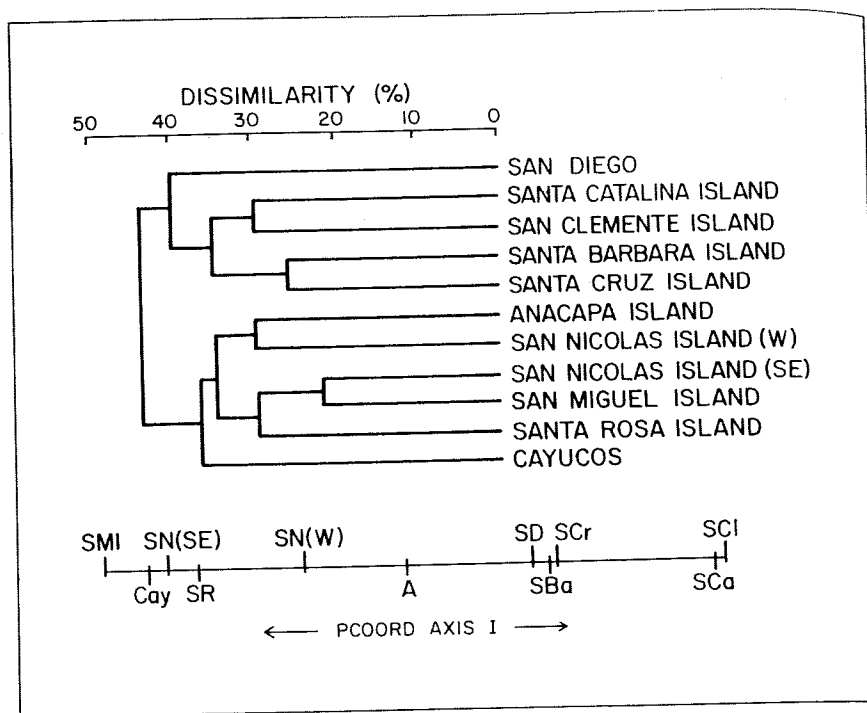 DISSIMILARITY (%)
50 40 30 20 10 0
SAN DIEGO
SANTA CATALINA ISLAND
SAN CLEMENTE ISLAND
SANTA BARBARA ISLAND
SANTA CRUZ ISLAND
ANACAPA ISLAND
SAN NICOLAS ISLAND (W)
SAN NICOLAS ISLAND (SE)
SAN MIGUEL ISLAND
SANTA ROSA ISLAND
CAYUCOS
SMI SN(SE) SN(W) SD SCr SCl
Cay SR A SBa SCa
← PCOORD AXIS I →